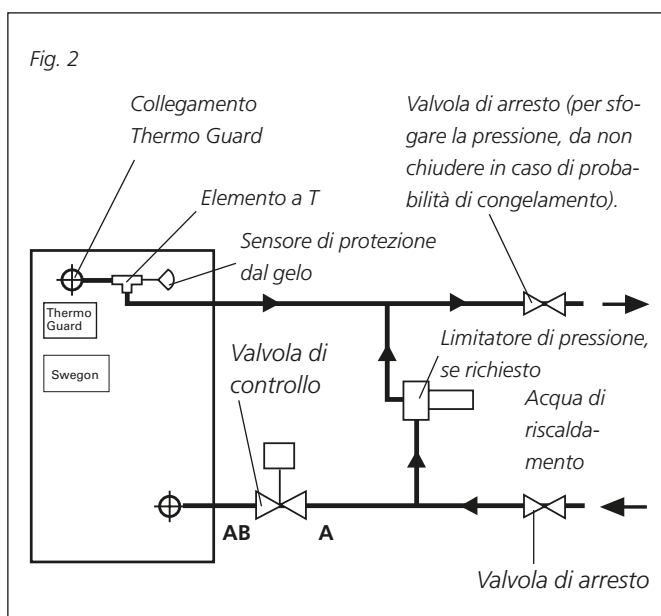 Fig. 2
Collegamento
Thermo Guard
Valvola di arresto (per sfo-
gare la pressione, da non
chiudere in caso di proba-
bilità di congelamento).
Elemento a T
Sensore di protezione
dal gelo
Thermo
Guard
Swegon
Valvola di
controllo
Limitatore di pressione,
se richiesto
Acqua di
riscalda-
mento
AB
A
Valvola di arresto